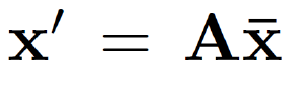 𝐱′ = 𝐀𝐱̄